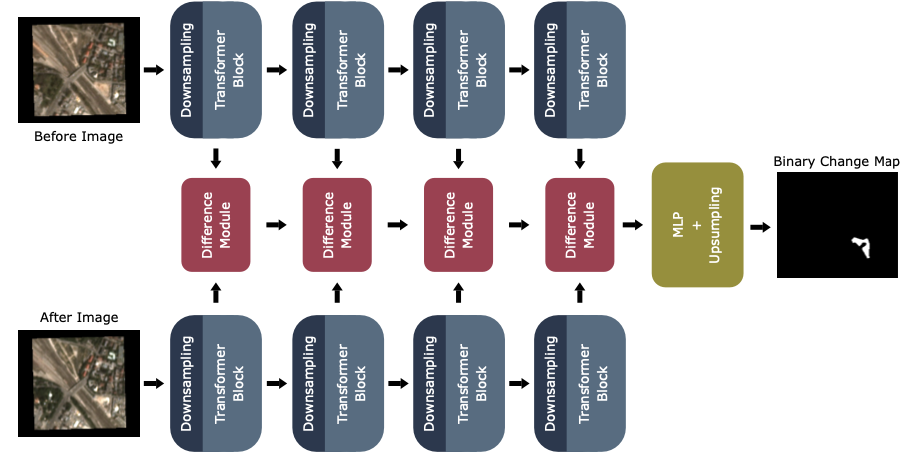 Downsampling
Transformer
Block
Downsampling
Transformer
Block
Downsampling
Transformer
Block
Downsampling
Transformer
Block
Before Image
Difference
Module
Difference
Module
Difference
Module
Difference
Module
MLP
+
Upsumpling
Binary Change Map
After Image
Downsampling
Transformer
Block
Downsampling
Transformer
Block
Downsampling
Transformer
Block
Downsampling
Transformer
Block